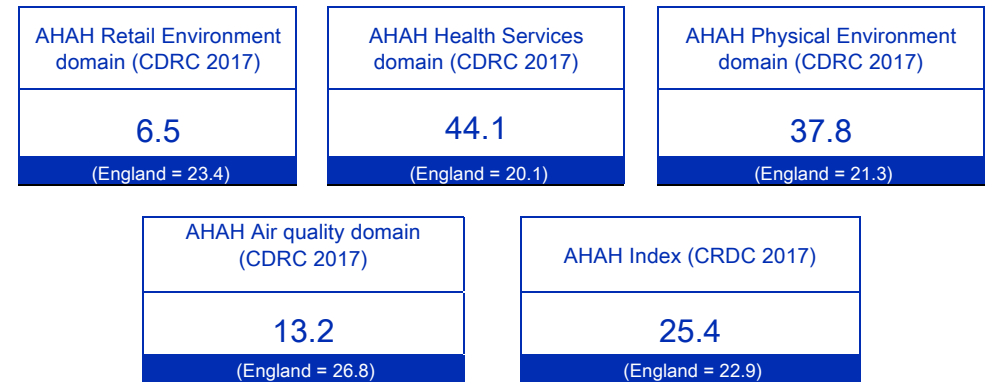 AHAH Retail Environment
domain (CDRC 2017)
6.5
(England = 23.4)
AHAH Health Services
domain (CDRC 2017)
44.1
(England = 20.1)
AHAH Physical Environment
domain (CDRC 2017)
37.8
(England = 21.3)
AHAH Air quality domain
(CDRC 2017)
13.2
(England = 26.8)
AHAH Index (CRDC 2017)
25.4
(England = 22.9)